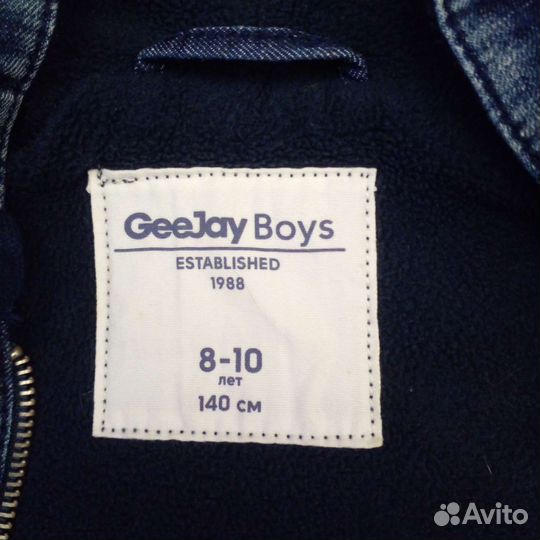 GeeJay Boys
ESTABLISHED
1988
8-10
лет
140 см
Avito